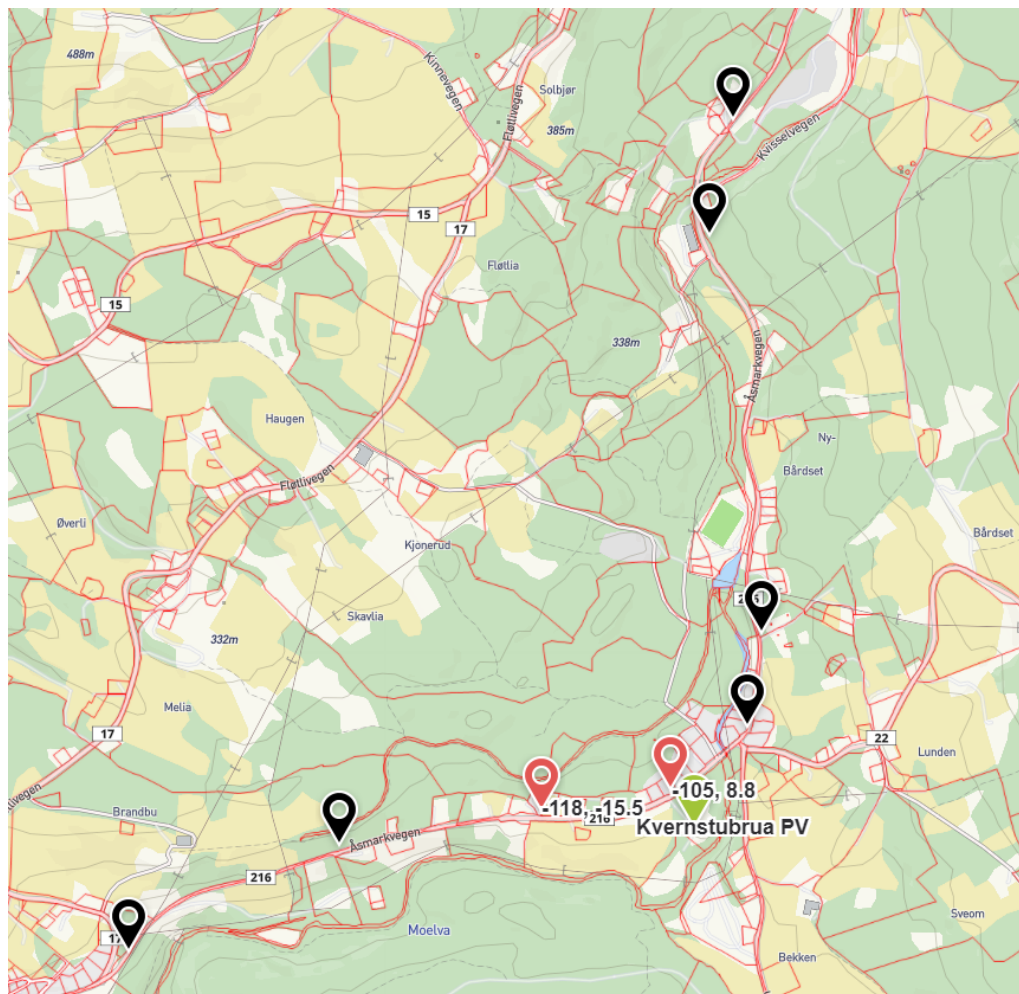 488m
Kinnevegen
Solbjør
385m
Fløtlivegen
Kvisselvegen
15
17
Fløtlia
15
338m
Åsmarkvegen
Haugen
Ny-
Bårdset
Fløtlivegen
Øverli
Kjonerud
Bårdset
Skavlia
332m
Melia
17
22
Lunden
Brandbu
-105, 8.8
-118, -15.5
216
Kvernstubrua PV
Åsmarkvegen
216
Moelva
Sveom
Bekken